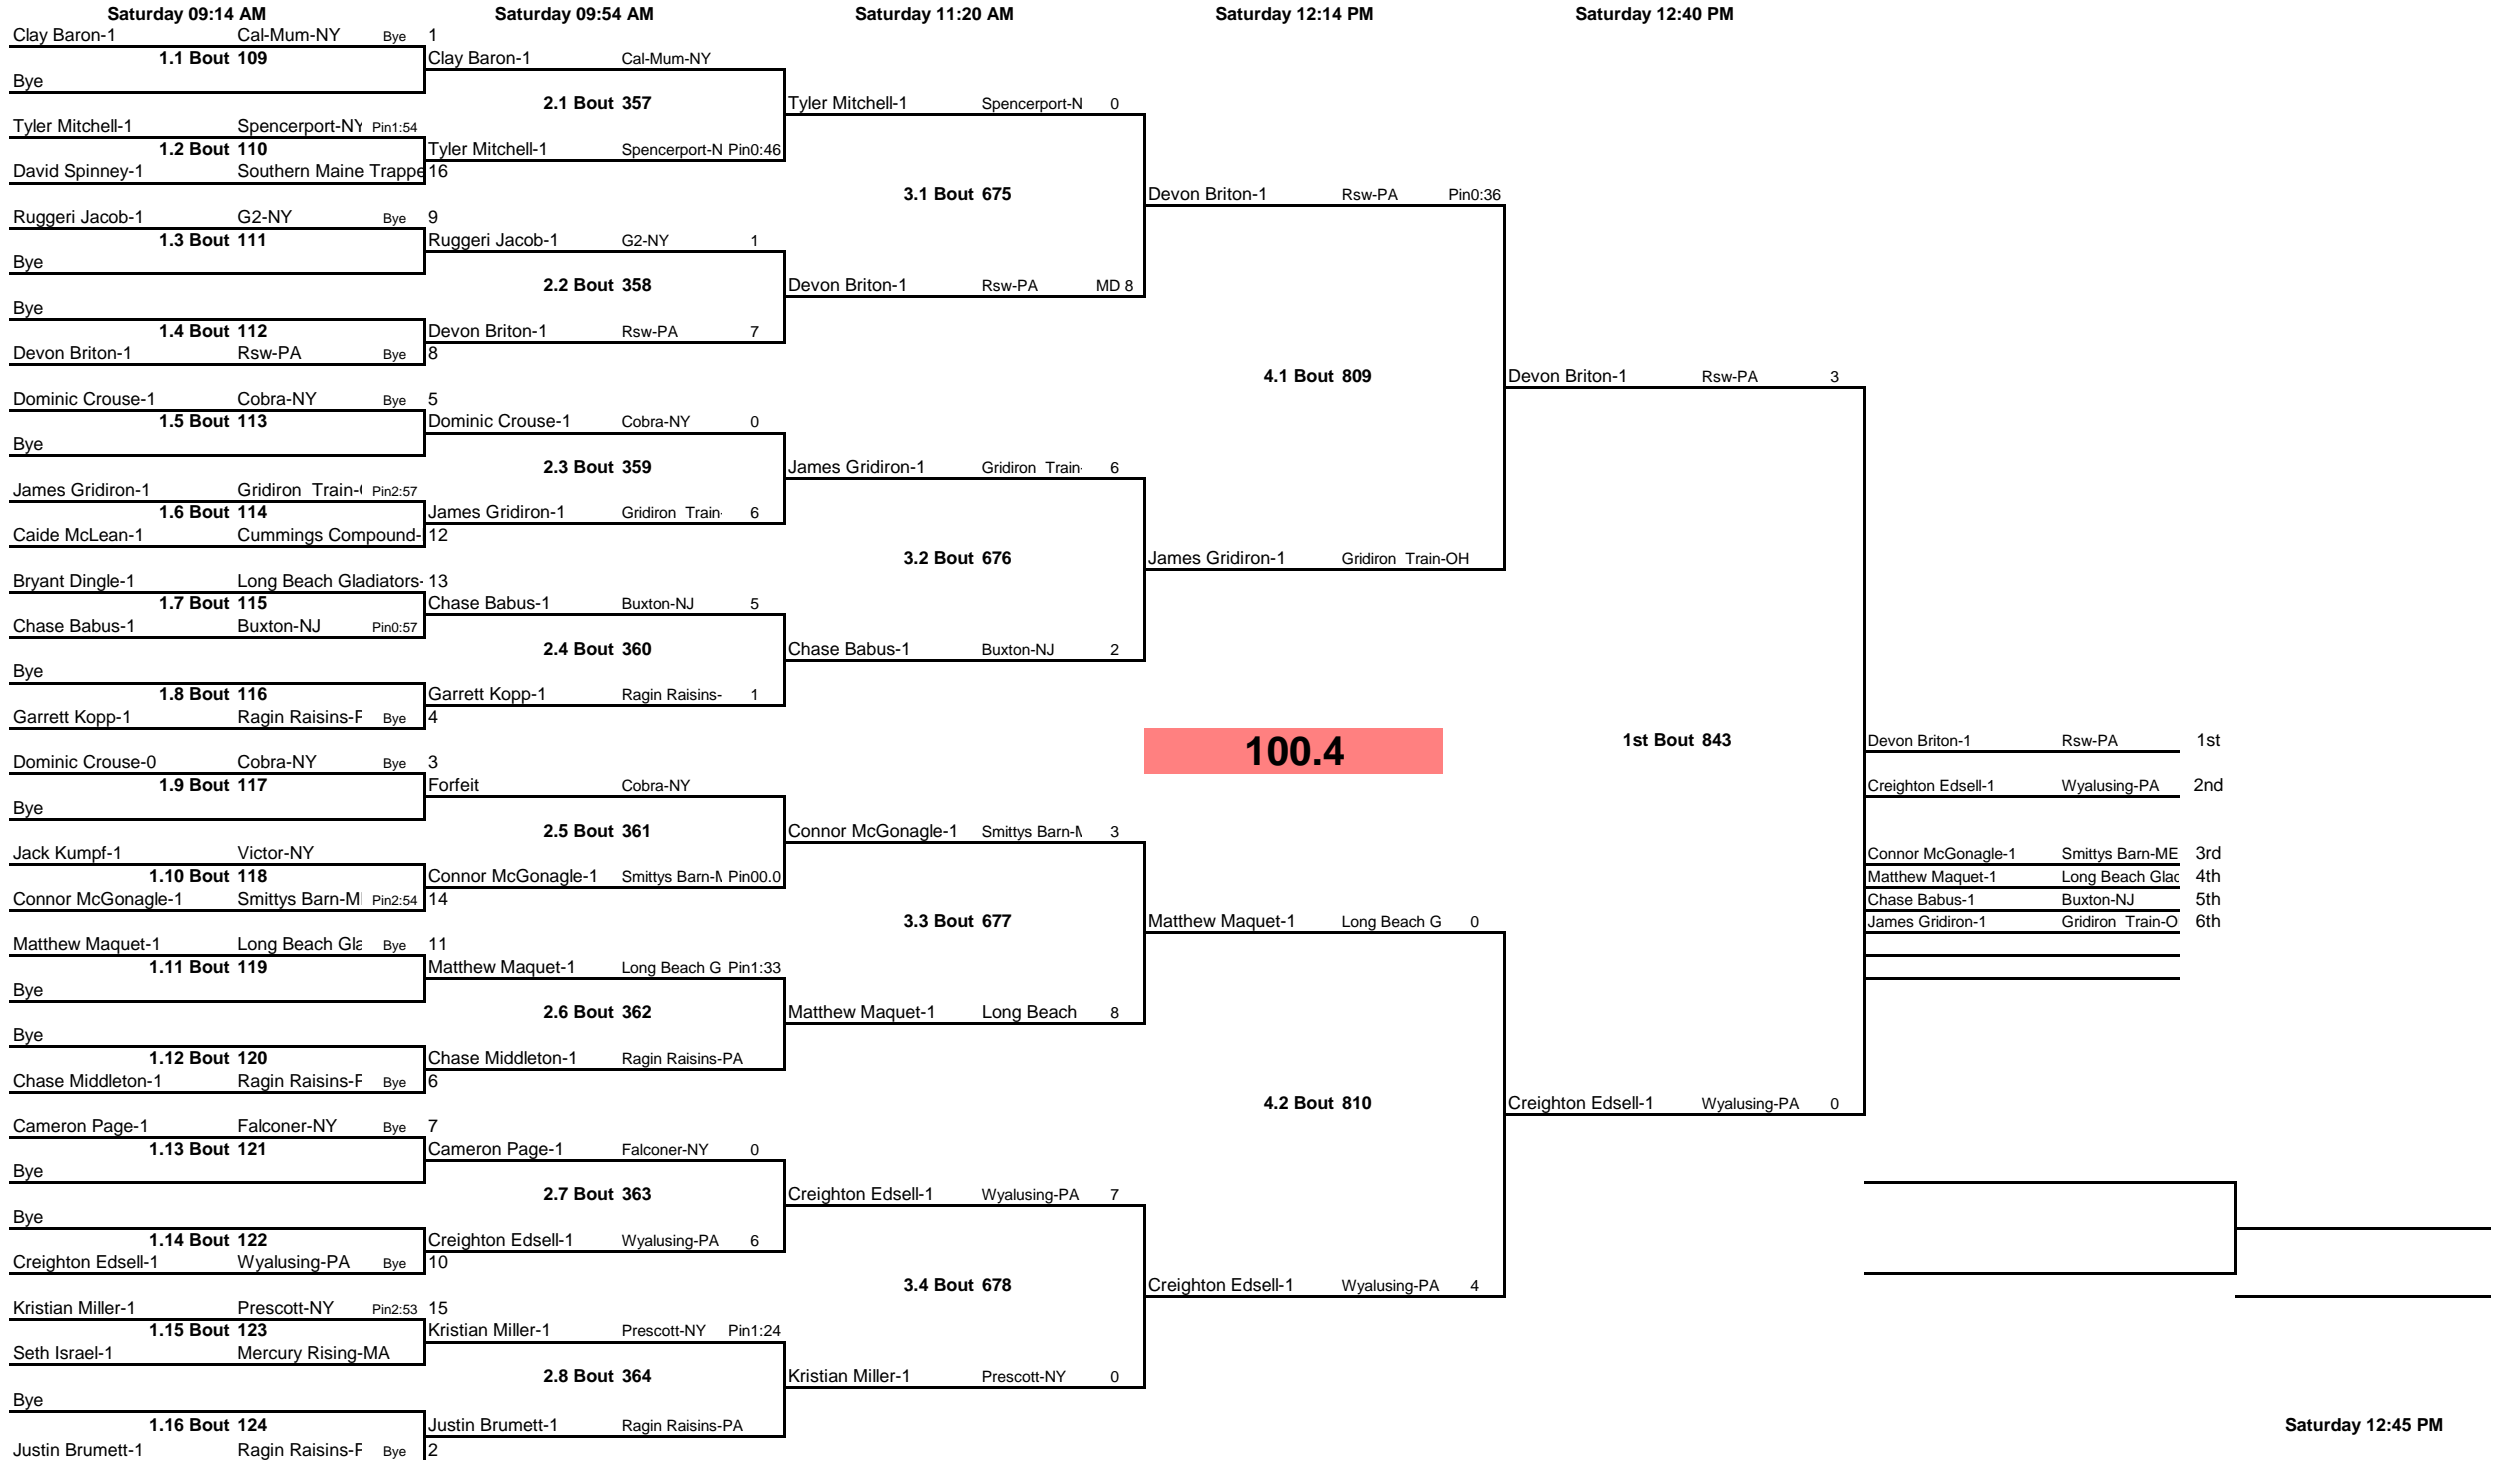 Saturday 09:14 AM Saturday 09:54 AM Saturday 11:20 AM Saturday 12:14 PM Saturday 12:40 PM
Clay Baron-1 Cal-Mum-NY Bye 1
1.1 Bout 109 Clay Baron-1 Cal-Mum-NY
Bye
2.1 Bout 357 Tyler Mitchell-1 Spencerport-N 0
Tyler Mitchell-1 Spencerport-NY Pin1:54
1.2 Bout 110 Tyler Mitchell-1 Spencerport-N Pin0:46
David Spinney-1 Southern Maine Trappe 16
3.1 Bout 675 Devon Briton-1 Rsw-PA Pin0:36
Ruggeri Jacob-1 G2-NY Bye 9
1.3 Bout 111 Ruggeri Jacob-1 G2-NY 1
Bye
2.2 Bout 358 Devon Briton-1 Rsw-PA MD 8
Bye
1.4 Bout 112 Devon Briton-1 Rsw-PA 7
Devon Briton-1 Rsw-PA Bye 8
4.1 Bout 809 Devon Briton-1 Rsw-PA 3
Dominic Crouse-1 Cobra-NY Bye 5
1.5 Bout 113 Dominic Crouse-1 Cobra-NY 0
Bye
2.3 Bout 359 James Gridiron-1 Gridiron Train- 6
James Gridiron-1 Gridiron Train-( Pin2:57
1.6 Bout 114 James Gridiron-1 Gridiron Train- 6
Caide McLean-1 Cummings Compound- 12
3.2 Bout 676 James Gridiron-1 Gridiron Train-OH
Bryant Dingle-1 Long Beach Gladiators- 13
1.7 Bout 115 Chase Babus-1 Buxton-NJ 5
Chase Babus-1 Buxton-NJ Pin0:57
2.4 Bout 360 Chase Babus-1 Buxton-NJ 2
Bye
1.8 Bout 116 Garrett Kopp-1 Ragin Raisins- 1
Garrett Kopp-1 Ragin Raisins-F Bye 4
100.4 1st Bout 843 Devon Briton-1 Rsw-PA 1st
Dominic Crouse-0 Cobra-NY Bye 3
1.9 Bout 117 Forfeit Cobra-NY Creighton Edsell-1 Wyalusing-PA 2nd
Bye
2.5 Bout 361 Connor McGonagle-1 Smittys Barn-M 3
Jack Kumpf-1 Victor-NY Connor McGonagle-1 Smittys Barn-ME 3rd
1.10 Bout 118 Connor McGonagle-1 Smittys Barn-M Pin00.0 Matthew Maquet-1 Long Beach Glad 4th
Connor McGonagle-1 Smittys Barn-M Pin2:54 14 Chase Babus-1 Buxton-NJ 5th
3.3 Bout 677 Matthew Maquet-1 Long Beach G 0 James Gridiron-1 Gridiron Train-O 6th
Matthew Maquet-1 Long Beach Gla Bye 11
1.11 Bout 119 Matthew Maquet-1 Long Beach G Pin1:33
Bye
2.6 Bout 362 Matthew Maquet-1 Long Beach 8
Bye
1.12 Bout 120 Chase Middleton-1 Ragin Raisins-PA
Chase Middleton-1 Ragin Raisins-F Bye 6
4.2 Bout 810 Creighton Edsell-1 Wyalusing-PA 0
Cameron Page-1 Falconer-NY Bye 7
1.13 Bout 121 Cameron Page-1 Falconer-NY 0
Bye
2.7 Bout 363 Creighton Edsell-1 Wyalusing-PA 7
Bye
1.14 Bout 122 Creighton Edsell-1 Wyalusing-PA 6
Creighton Edsell-1 Wyalusing-PA Bye 10
3.4 Bout 678 Creighton Edsell-1 Wyalusing-PA 4
Kristian Miller-1 Prescott-NY Pin2:53 15
1.15 Bout 123 Kristian Miller-1 Prescott-NY Pin1:24
Seth Israel-1 Mercury Rising-MA
2.8 Bout 364 Kristian Miller-1 Prescott-NY 0
Bye
1.16 Bout 124 Justin Brumett-1 Ragin Raisins-PA Saturday 12:45 PM
Justin Brumett-1 Ragin Raisins-F Bye 2